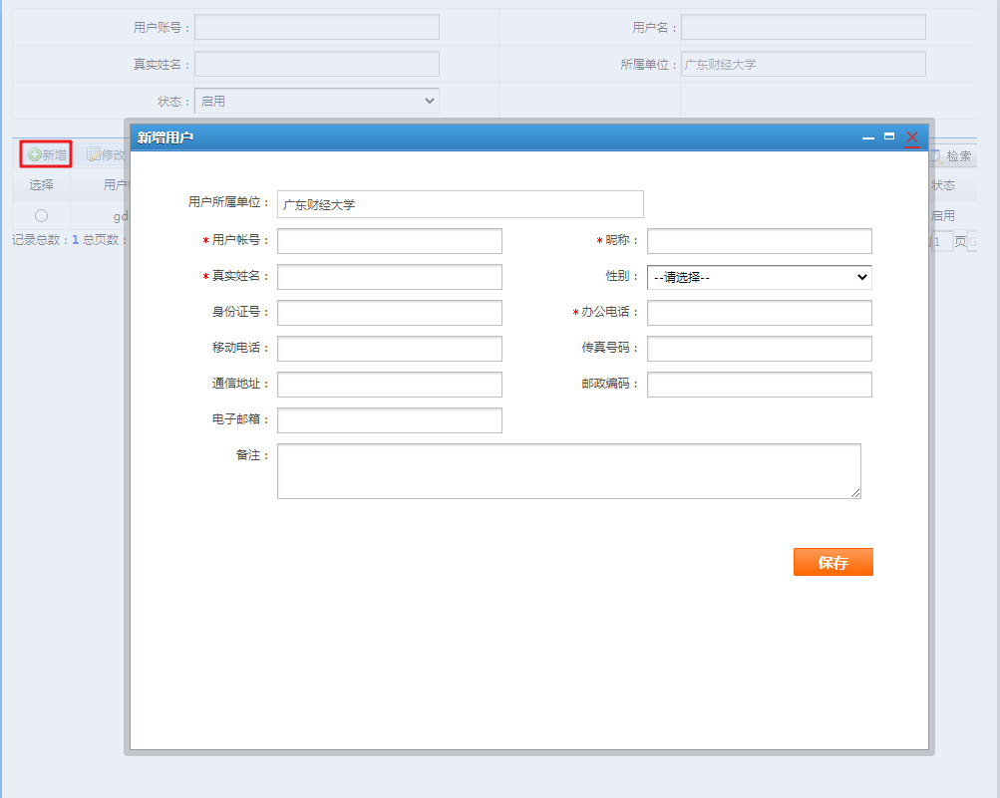 用户账号： 用户名：
真实姓名： 所属单位： 广东财经大学
状态： 启用
新增用户
新增 修改 检索
选择 用户 状态
gd 启用
记录总数：1 总页数： 1 页 G
用户所属单位： 广东财经大学
*用户帐号： *昵称：
*真实姓名： 性别： --请选择--
身份证号： *办公电话：
移动电话： 传真号码：
通信地址： 邮政编码：
电子邮箱：
备注：
保存